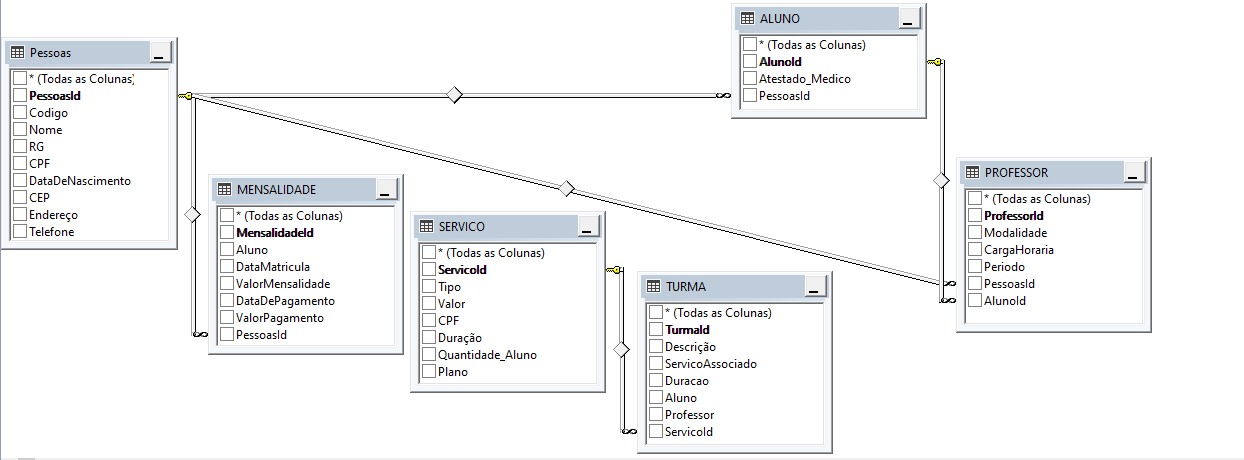 Pessoas
* (Todas as Colunas)
PessoasId
Codigo
Nome
RG
CPF
DataDeNascimento
CEP
Endereço
Telefone
MENSALIDADE
* (Todas as Colunas)
MensalidadeId
Aluno
DataMatricula
ValorMensalidade
DataDePagamento
ValorPagamento
PessoasId
SERVICO
* (Todas as Colunas)
ServicoId
Tipo
Valor
CPF
Duração
Quantidade_Aluno
Plano
TURMA
* (Todas as Colunas)
TurmaId
Descrição
ServicoAssociado
Duracao
Aluno
Professor
ServicoId
ALUNO
* (Todas as Colunas)
AlunoId
Atestado_Medico
PessoasId
PROFESSOR
* (Todas as Colunas)
ProfessorId
Modalidade
CargaHoraria
Periodo
PessoasId
AlunoId